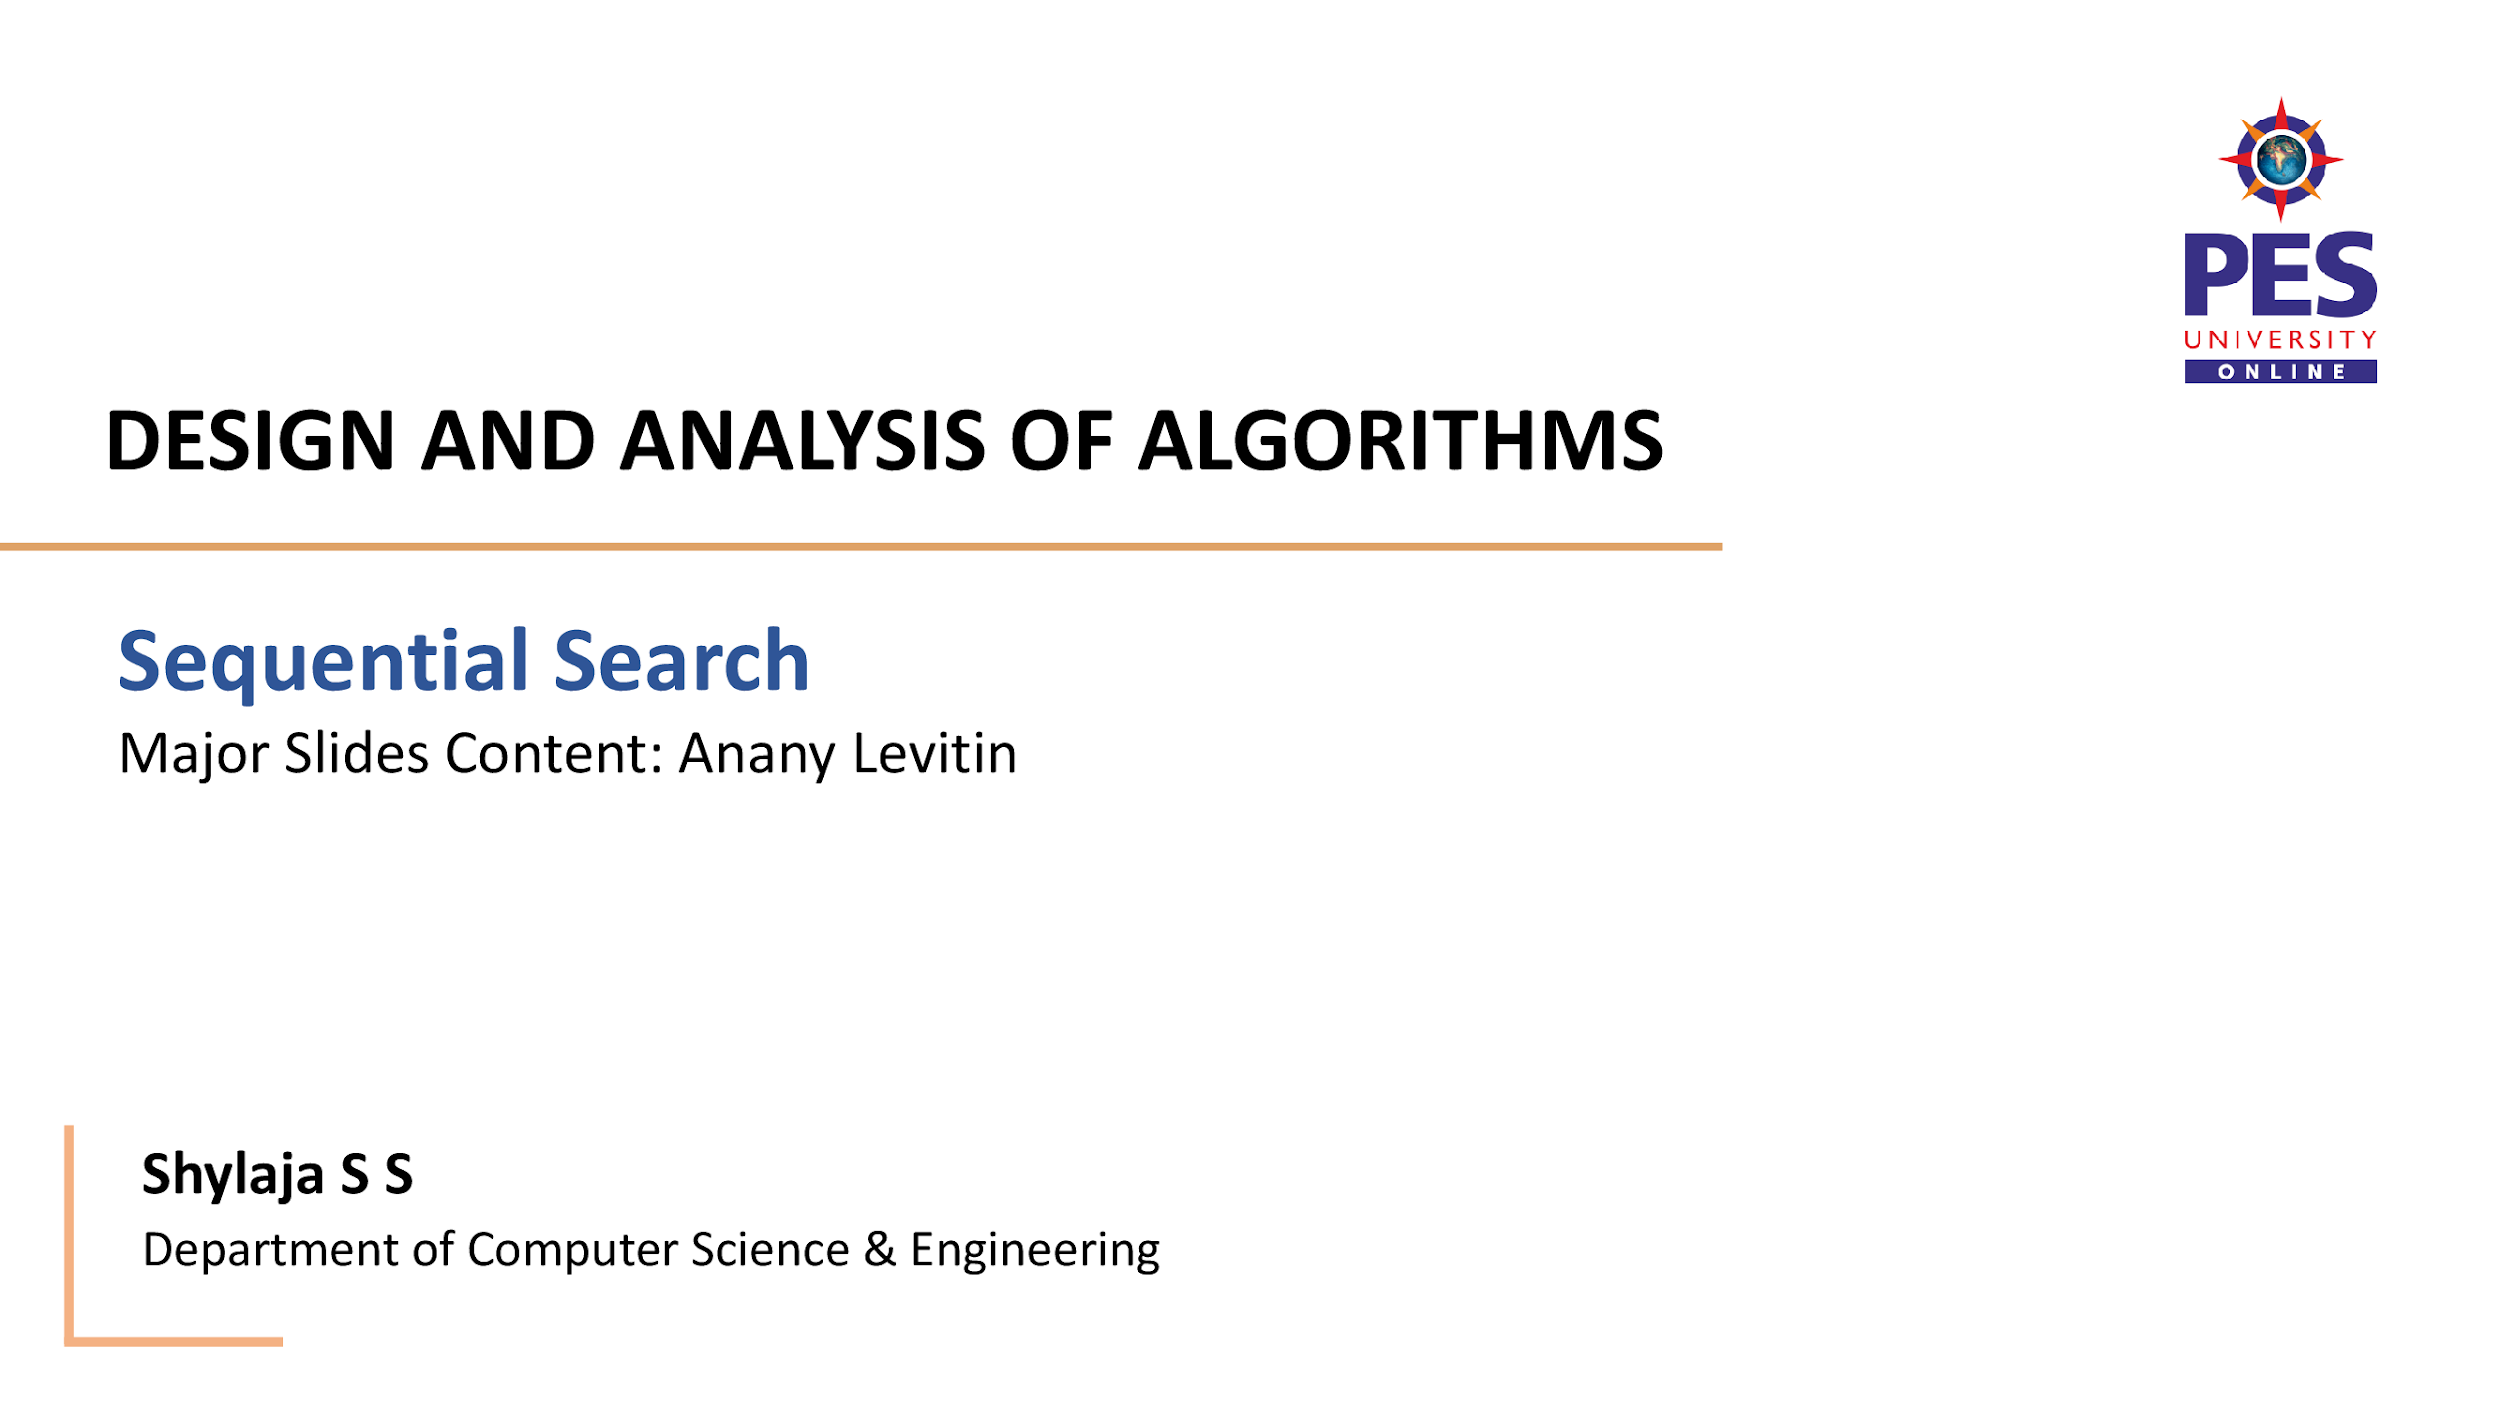 PES
UNIVERSITY
ONLINE
DESIGN AND ANALYSIS OF ALGORITHMS
Sequential Search
Major Slides Content: Anany Levitin
Shylaja S S
Department of Computer Science & Engineering